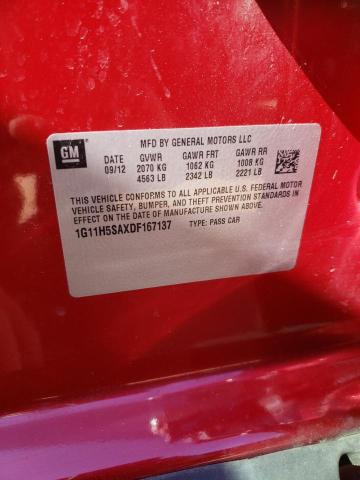 GM
MFD BY GENERAL MOTORS LLC
DATE GVWR GAWR FRT GAWR RR
09/12 2070 KG 1062 KG 1008 KG
4563 LB 2342 LB 2221 LB
THIS VEHICLE CONFORMS TO ALL APPLICABLE U.S. FEDERAL MOTOR
VEHICLE SAFETY, BUMPER, AND THEFT PREVENTION STANDARDS IN
EFFECT ON THE DATE OF MANUFACTURE SHOWN ABOVE.
1G11H5SAXDF167137 TYPE: PASS CAR